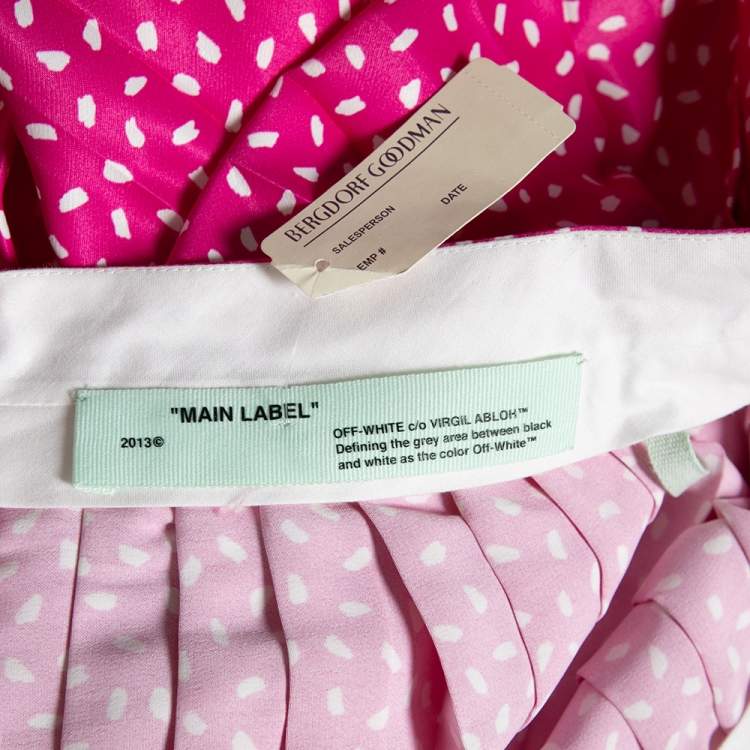 BERGDORF GOODMAN
SALESPERSON
DATE
EMP #
"MAIN LABEL"
2013©
OFF-WHITE c/o VIRGIL ABLOH™
Defining the grey area between black
and white as the color Off-White™